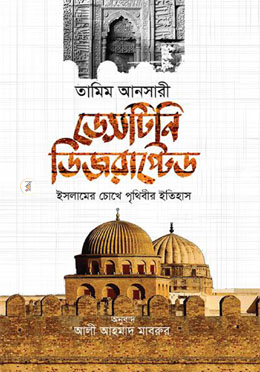 তামিম আনসারী
ডেসটিনি
ডিজরাপ্টেড
ইসলামের চোখে পৃথিবীর ইতিহাস
অনুবাদ
আলী আহমাদ মাবরুর